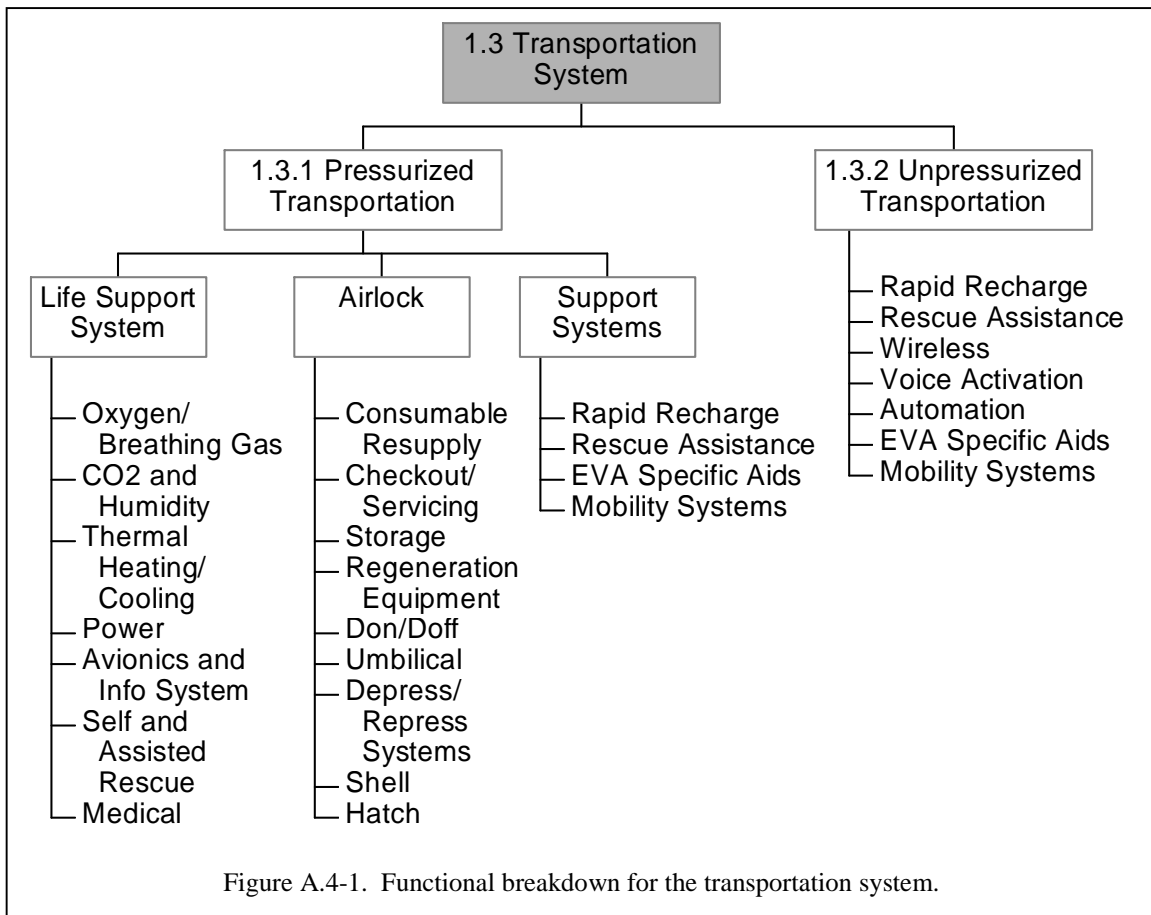 1.3 Transportation
System
1.3.1 Pressurized
Transportation
1.3.2 Unpressurized
Transportation
Life Support
System
Airlock
Support
Systems
Oxygen/
Breathing Gas
CO2 and
Humidity
Thermal
Heating/
Cooling
Power
Avionics and
Info System
Self and
Assisted
Rescue
Medical
Consumable
Resupply
Checkout/
Servicing
Storage
Regeneration
Equipment
Don/Doff
Umbilical
Depress/
Repress
Systems
Shell
Hatch
Rapid Recharge
Rescue Assistance
EVA Specific Aids
Mobility Systems
Rapid Recharge
Rescue Assistance
Wireless
Voice Activation
Automation
EVA Specific Aids
Mobility Systems
Figure A.4-1. Functional breakdown for the transportation system.